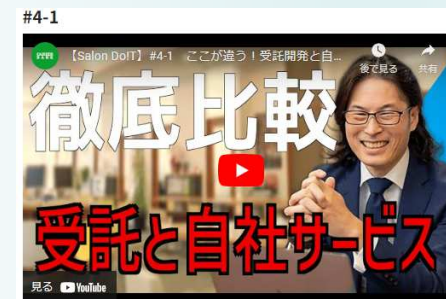 #4-1
【Salon Do!T】 #4-1 ここが違う！受託開発と自...
後で見る
共有
徹底比較
受託と自社サービス
見る YouTube